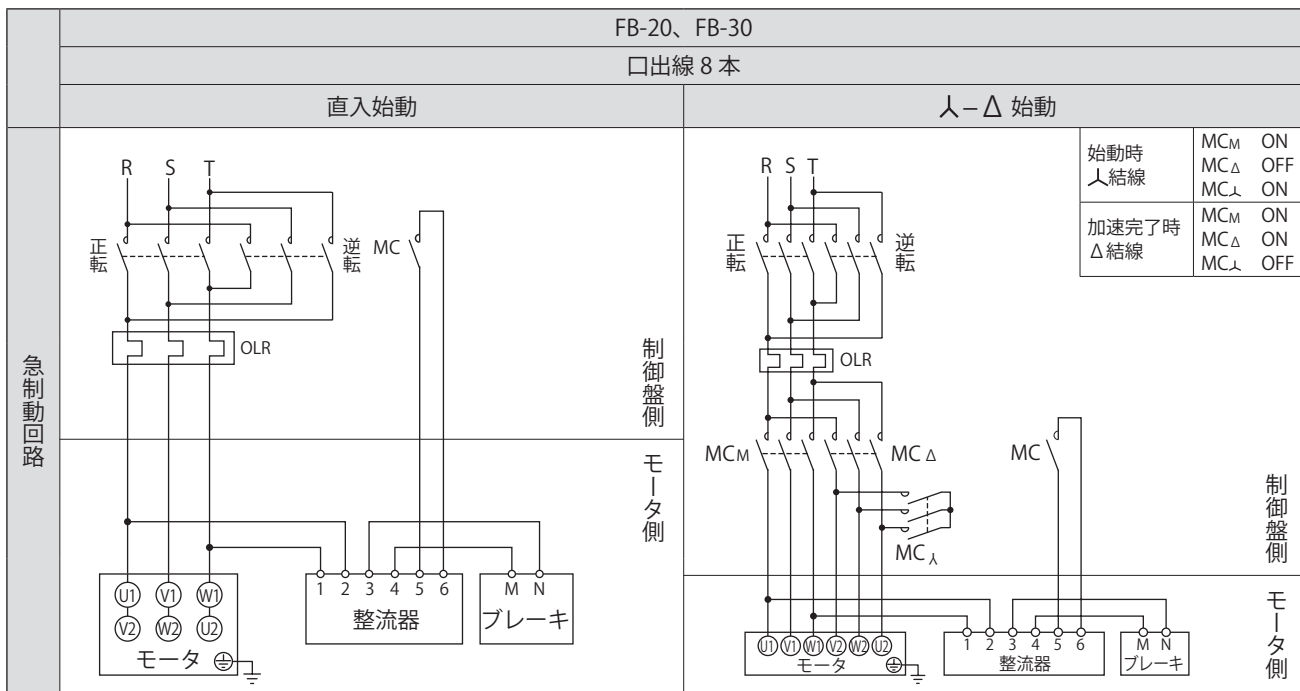 FB-20、FB-30
口出線 8 本
直入始動
人 – Δ 始動
急制動回路
R S T
正転
逆転
MC
OLR
制御盤側
モータ側
U1 V1 W1
V2 W2 U2
モータ
1 2 3 4 5 6
整流器
M N
ブレーキ
始動時
人結線
MCM ON
MCΔ OFF
MC人 ON
加速完了時
Δ結線
MCM ON
MCΔ ON
MC人 OFF
R S T
正転
逆転
OLR
MCM
MCΔ
MC
MC人
制御盤側
モータ側
U1 V1 W1 V2 W2 U2
モータ
1 2 3 4 5 6
整流器
M N
ブレーキ